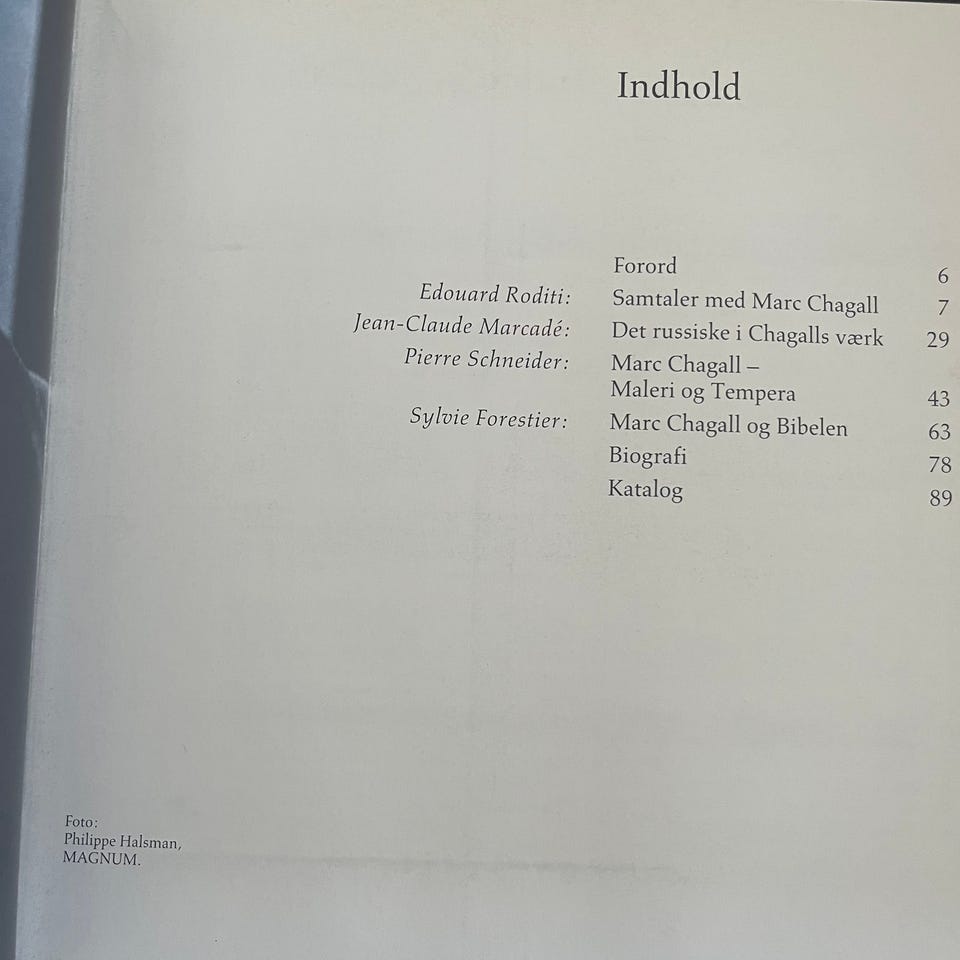 Indhold
Forord 6
Edouard Roditi: Samtaler med Marc Chagall 7
Jean-Claude Marcadé: Det russiske i Chagalls værk 29
Pierre Schneider: Marc Chagall –
Maleri og Tempera 43
Sylvie Forestier: Marc Chagall og Bibelen 63
Biografi 78
Katalog 89
Foto:
Philippe Halsman,
MAGNUM.